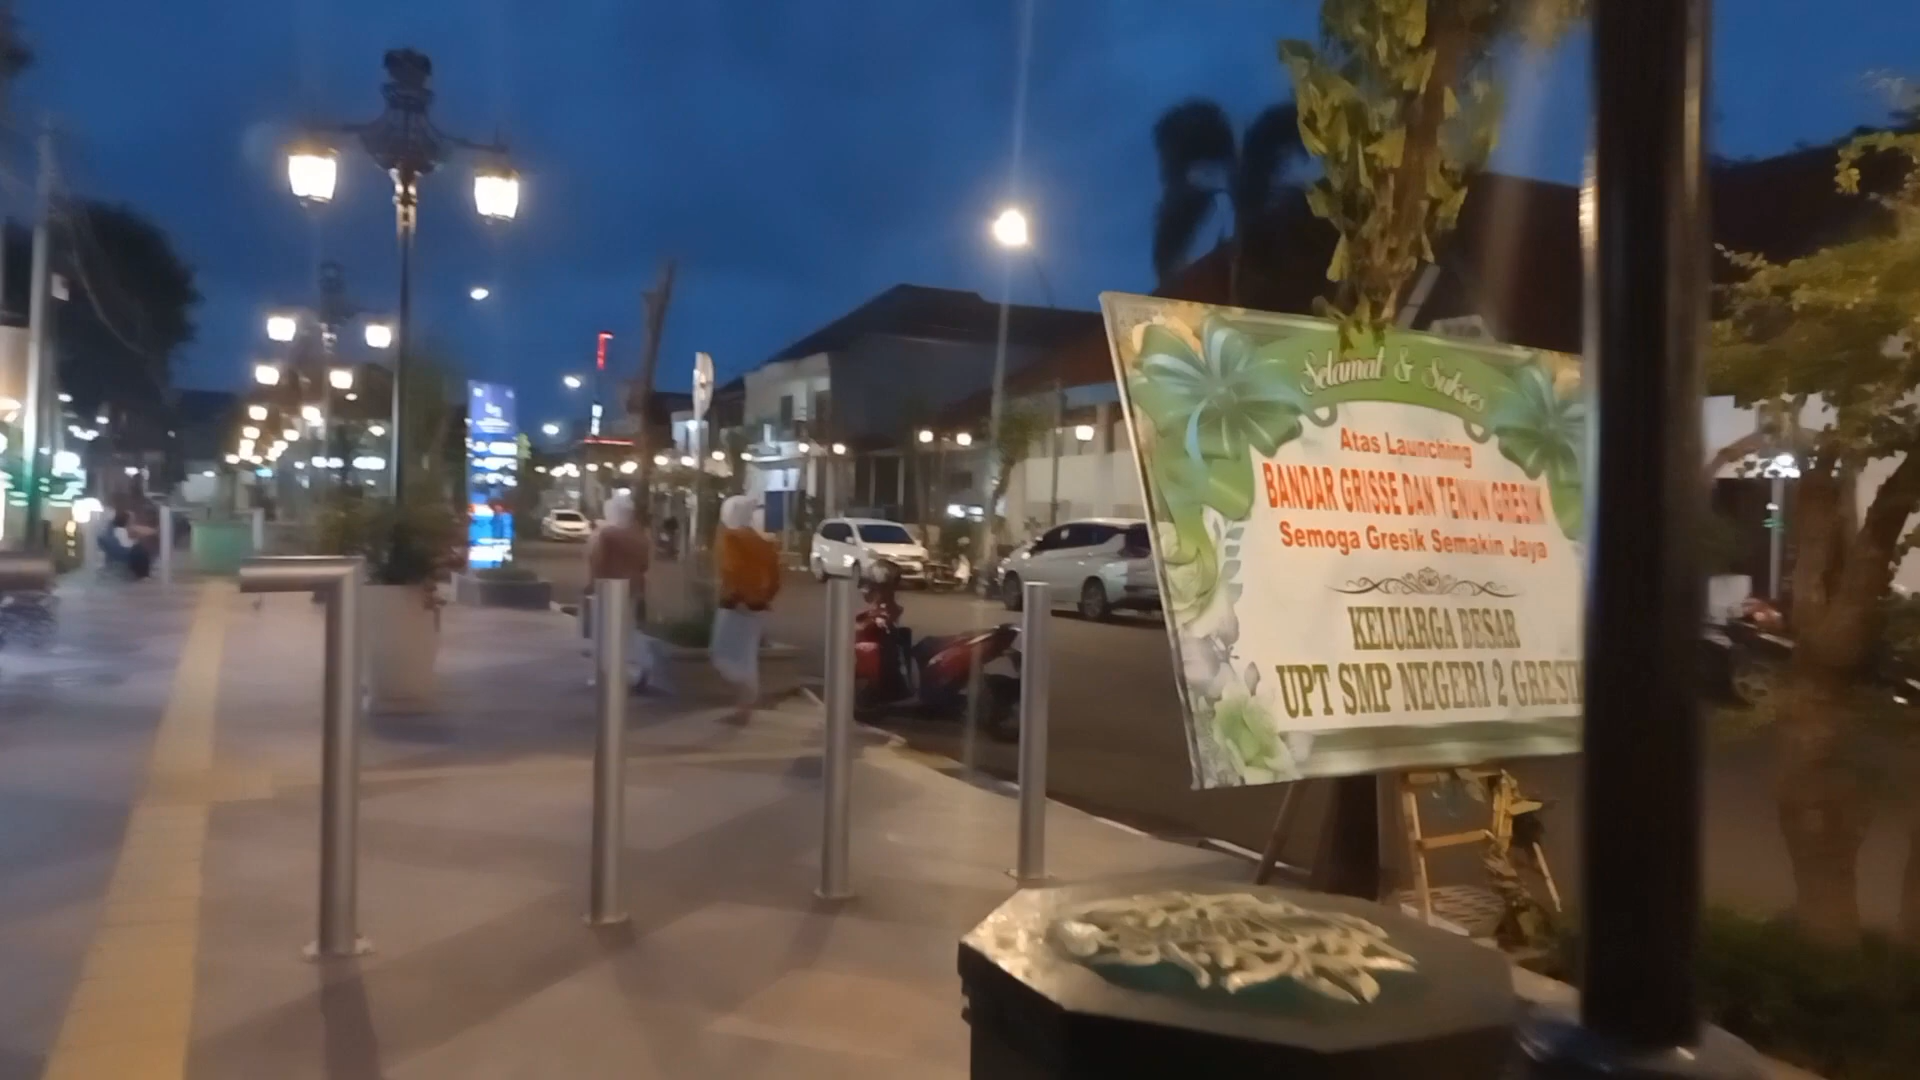 Selamat & Sukses
Atas Launching
BANDAR GRISSE DAN TENUN GRESIK
Semoga Gresik Semakin Jaya
KELUARGA BESAR
UPT SMP NEGERI 2 GRESI